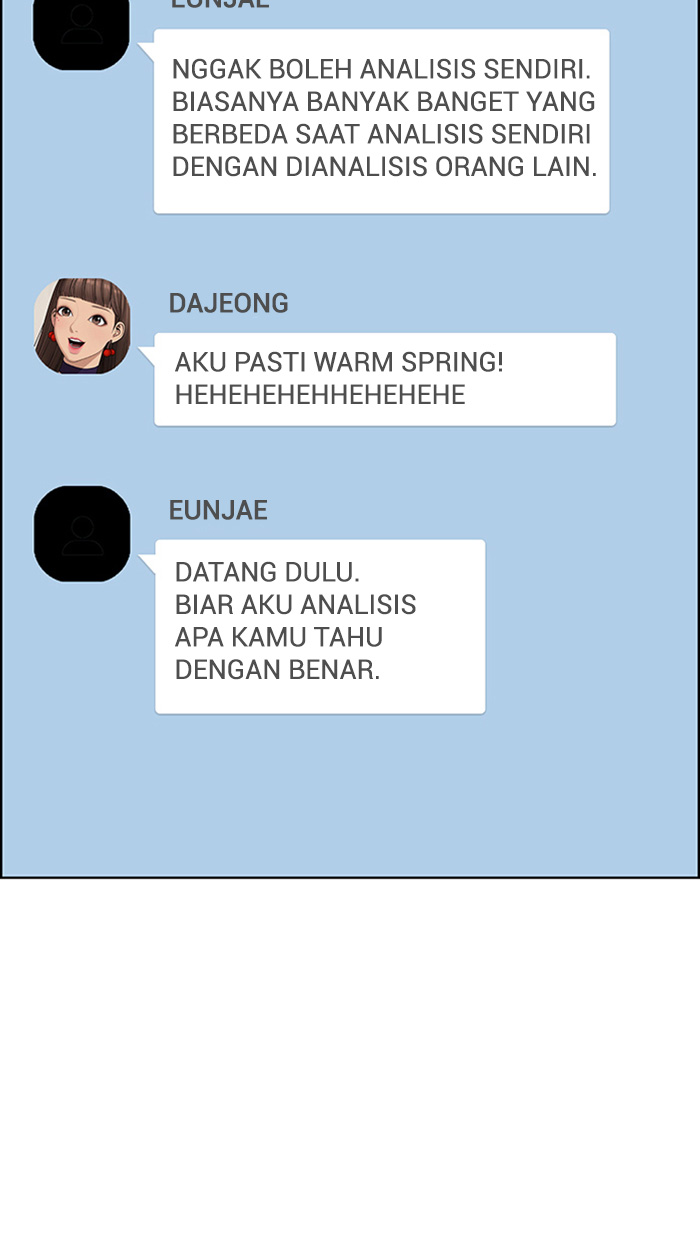 EUNJAE
NGGAK BOLEH ANALISIS SENDIRI.
BIASANYA BANYAK BANGET YANG
BERBEDA SAAT ANALISIS SENDIRI
DENGAN DIANALISIS ORANG LAIN.
DAJEONG
AKU PASTI WARM SPRING!
HEHEHEHEHHEHEHEHE
EUNJAE
DATANG DULU.
BIAR AKU ANALISIS
APA KAMU TAHU
DENGAN BENAR.